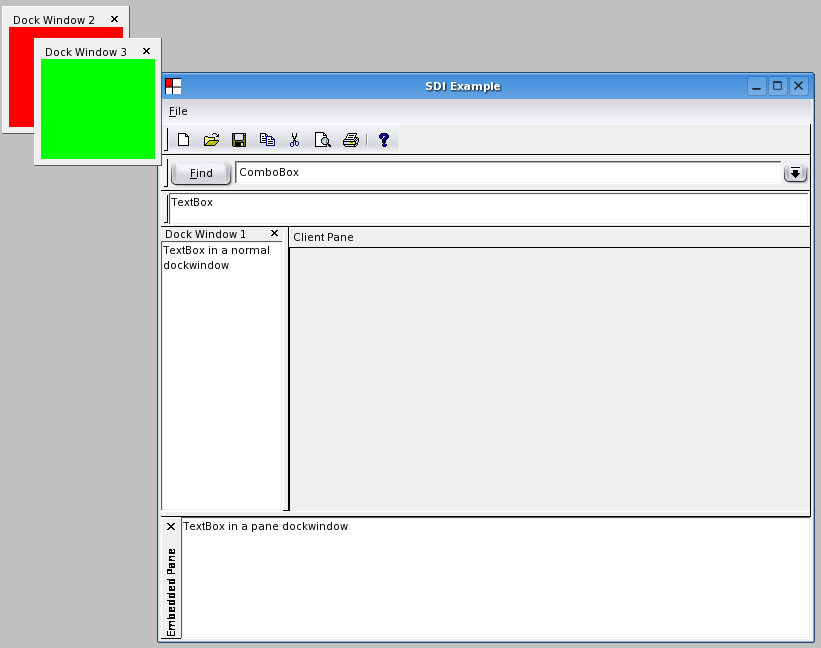 Dock Window 2
Dock Window 3
SDI Example
File
Find
ComboBox
TextBox
Dock Window 1
Client Pane
TextBox in a normal
dockwindow
TextBox in a pane dockwindow
Embedded Pane